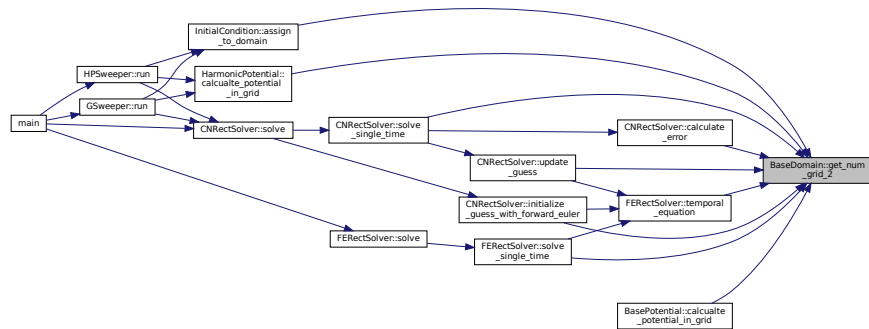 InitialCondition::assign
_to_domain
HPSweeper::run
HarmonicPotential::
calcualte_potential
_in_grid
GSweeper::run
main
CNRectSolver::solve
CNRectSolver::solve
_single_time
CNRectSolver::calculate
_error
CNRectSolver::update
_guess
BaseDomain::get_num
_grid_2
CNRectSolver::initialize
_guess_with_forward_euler
FERectSolver::temporal
_equation
FERectSolver::solve
FERectSolver::solve
_single_time
BasePotential::calcualte
_potential_in_grid